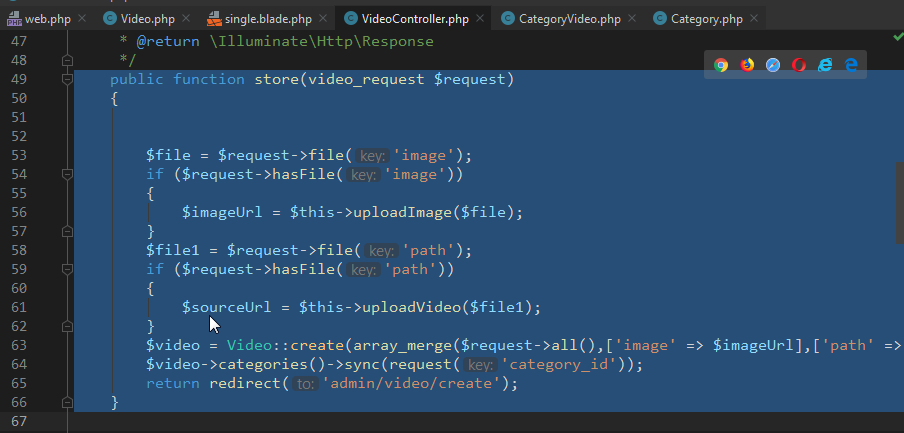 web.php Video.php single.blade.php VideoController.php CategoryVideo.php Category.php
47 * @return \Illuminate\Http\Response
48 */
49 public function store(video_request $request)
50 {
51
52
53 $file = $request->file( key: 'image');
54 if ($request->hasFile( key: 'image'))
55 {
56 $imageUrl = $this->uploadImage($file);
57 }
58 $file1 = $request->file( key: 'path');
59 if ($request->hasFile( key: 'path'))
60 {
61 $sourceUrl = $this->uploadVideo($file1);
62 }
63 $video = Video::create(array_merge($request->all(),['image' => $imageUrl],['path' =>
64 $video->categories()->sync(request( key: 'category_id'));
65 return redirect( to: 'admin/video/create');
66 }
67